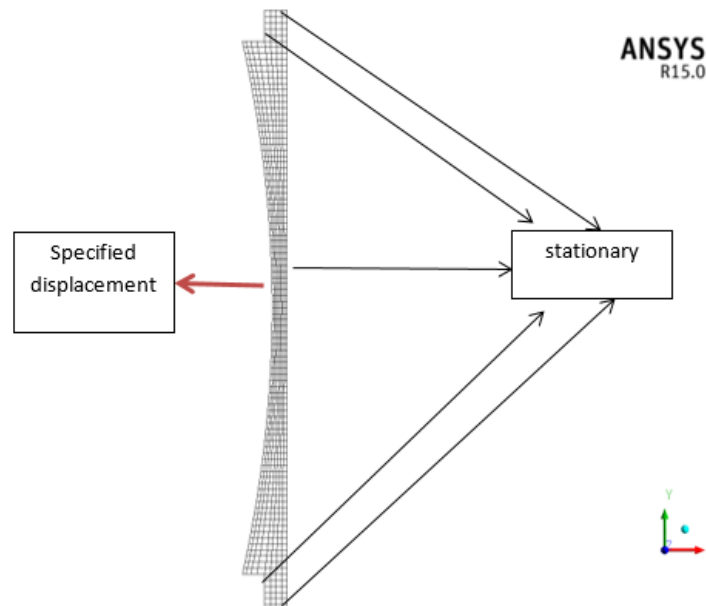 ANSYS
R15.0
Specified
displacement
stationary
Y